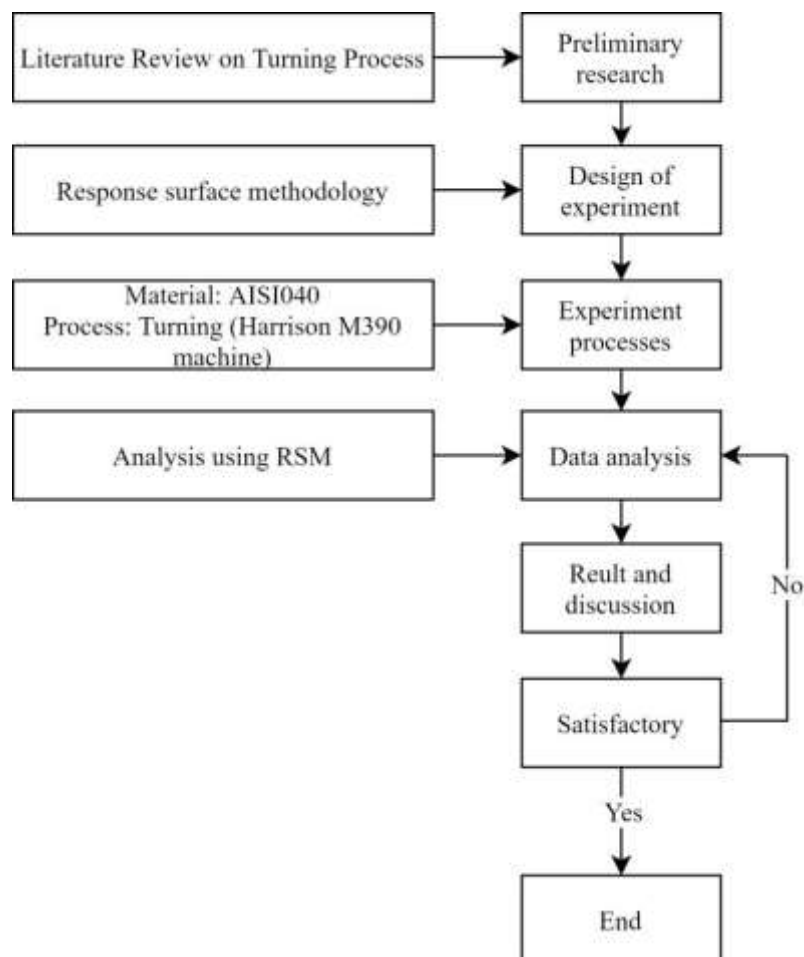 Literature Review on Turning Process
Preliminary
research
Response surface methodology
Design of
experiment
Material: AISI040
Process: Turning (Harrison M390
machine)
Experiment
processes
Analysis using RSM
Data analysis
Reult and
discussion
No
Satisfactory
Yes
End